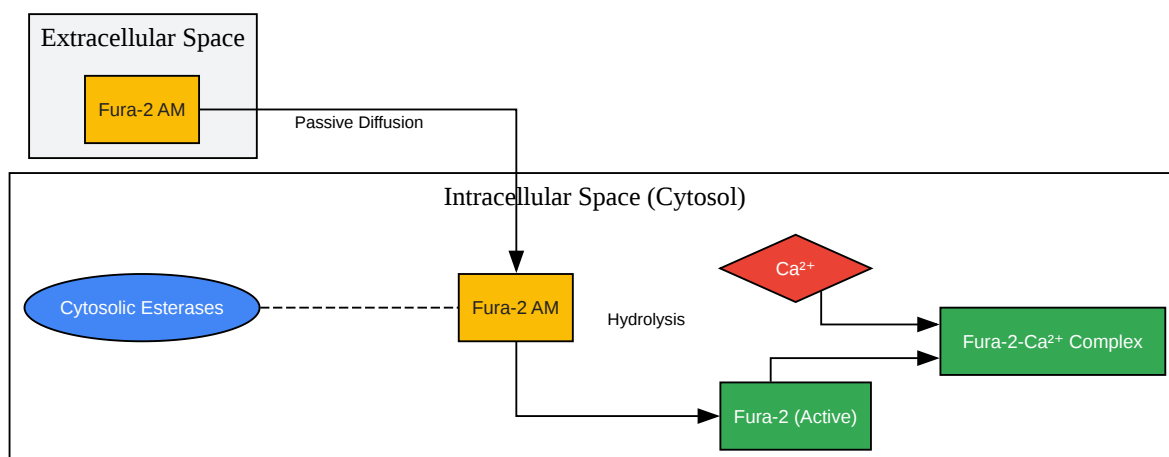 Extracellular Space
Fura-2 AM
Passive Diffusion
Intracellular Space (Cytosol)
Ca²⁺
Cytosolic Esterases
Fura-2 AM
Hydrolysis
Fura-2-Ca²⁺ Complex
Fura-2 (Active)